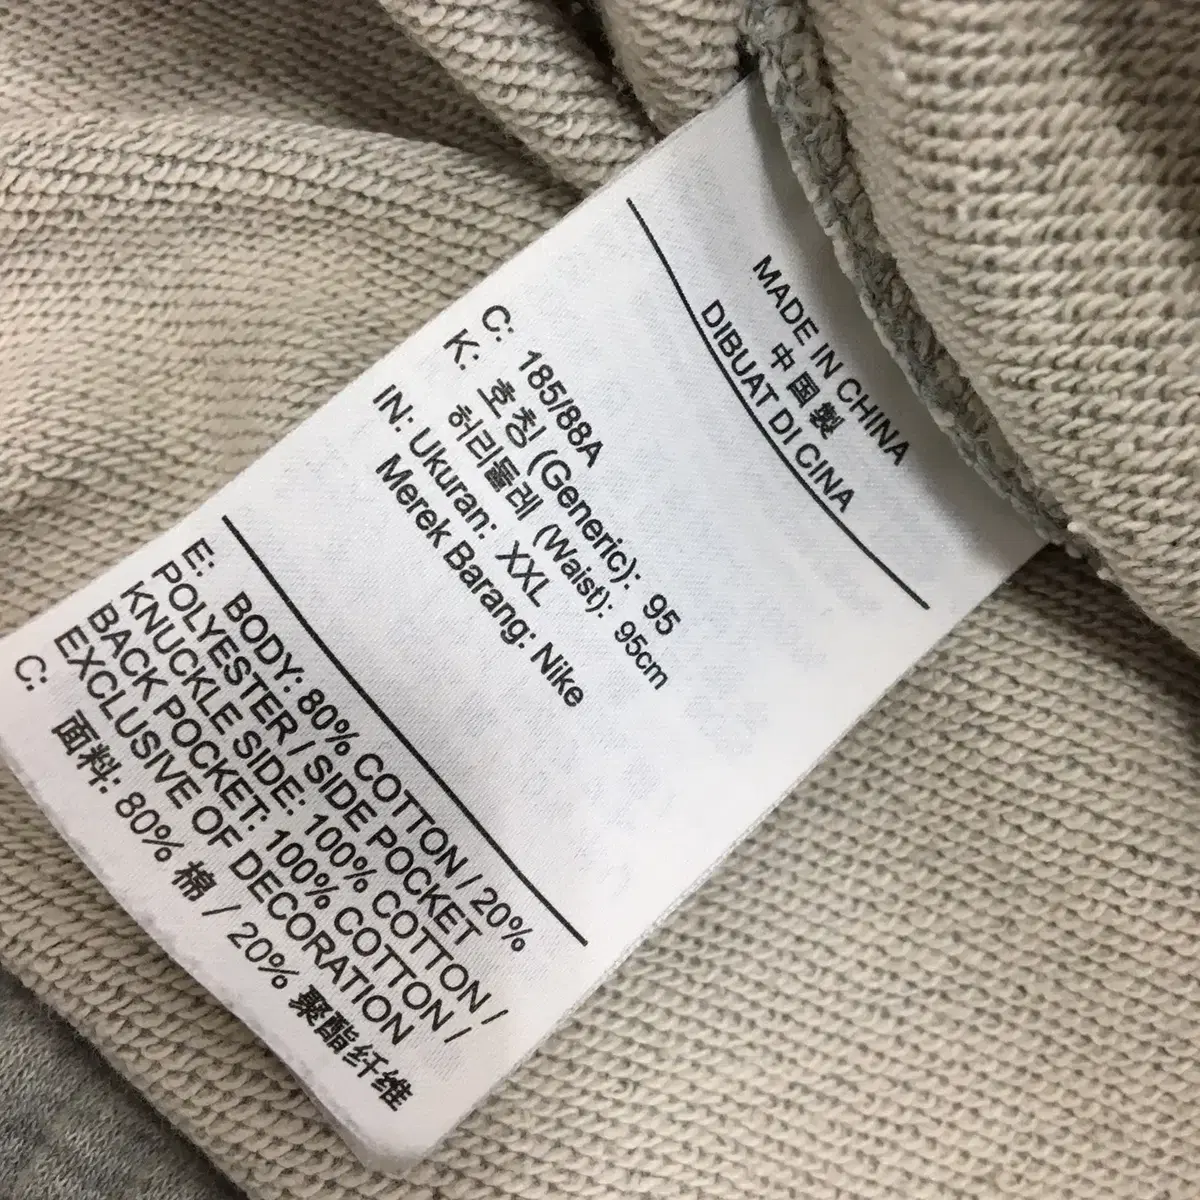 MADE IN CHINA
中国製
DIBUAT DI CINA
C: 185/88A
K: 호칭 (Generic): 95
허리둘레 (Waist): 95cm
IN: Ukuran: XXL
Merek Barang: Nike
E: BODY: 80% COTTON / 20%
POLYESTER / SIDE POCKET
KNUCKLE SIDE: 100% COTTON /
BACK POCKET: 100% COTTON /
EXCLUSIVE OF DECORATION
C: 面料: 80% 棉 / 20% 聚酯纤维